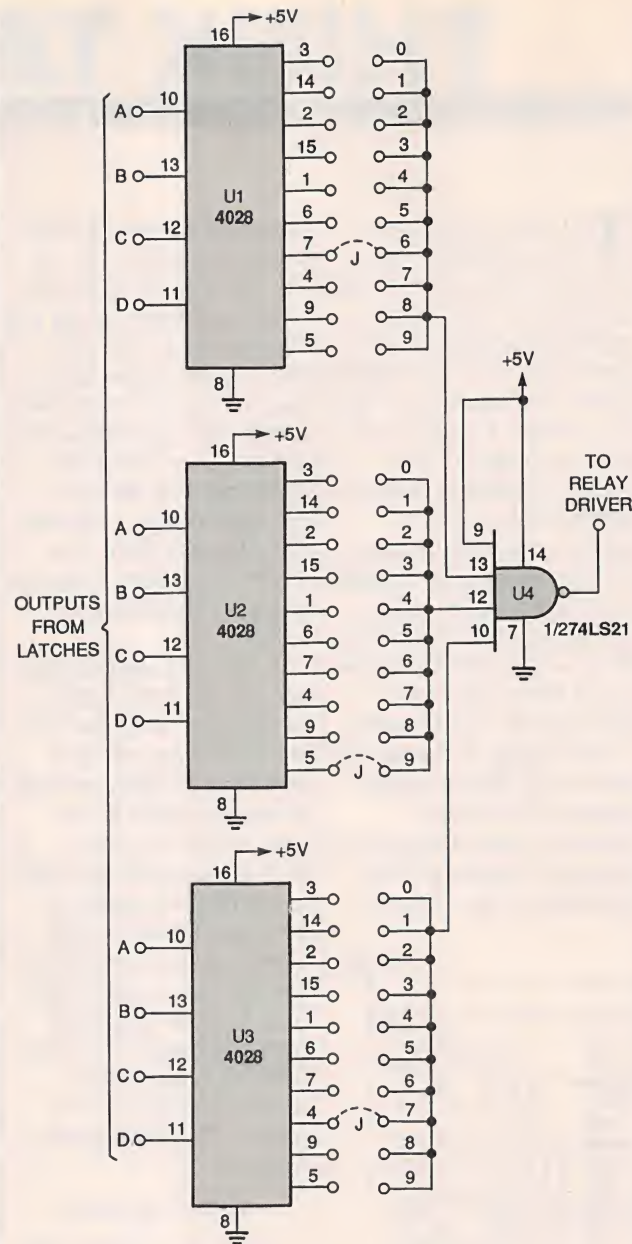 +5V
16
3 0
14 1
A 10 2 2
15 3
B 13 1 4
U1
4028
6 5
C 12 7 J 6
4 7
D 11 9 8
5 9
8
+5V
16
3 0
14 1
A 10 2 2
15 3
B 13 1 4
U2
4028
6 5
C 12 7 6
4 7
D 11 9 8
5 J 9
8
OUTPUTS
FROM
LATCHES
+5V
16
3 0
14 1
A 10 2 2
15 3
B 13 1 4
U3
4028
6 5
C 12 7 6
4 J 7
D 11 9 8
5 9
8
+5V
TO
RELAY
DRIVER
9 14
13
12 U4
10 7 1/274LS21